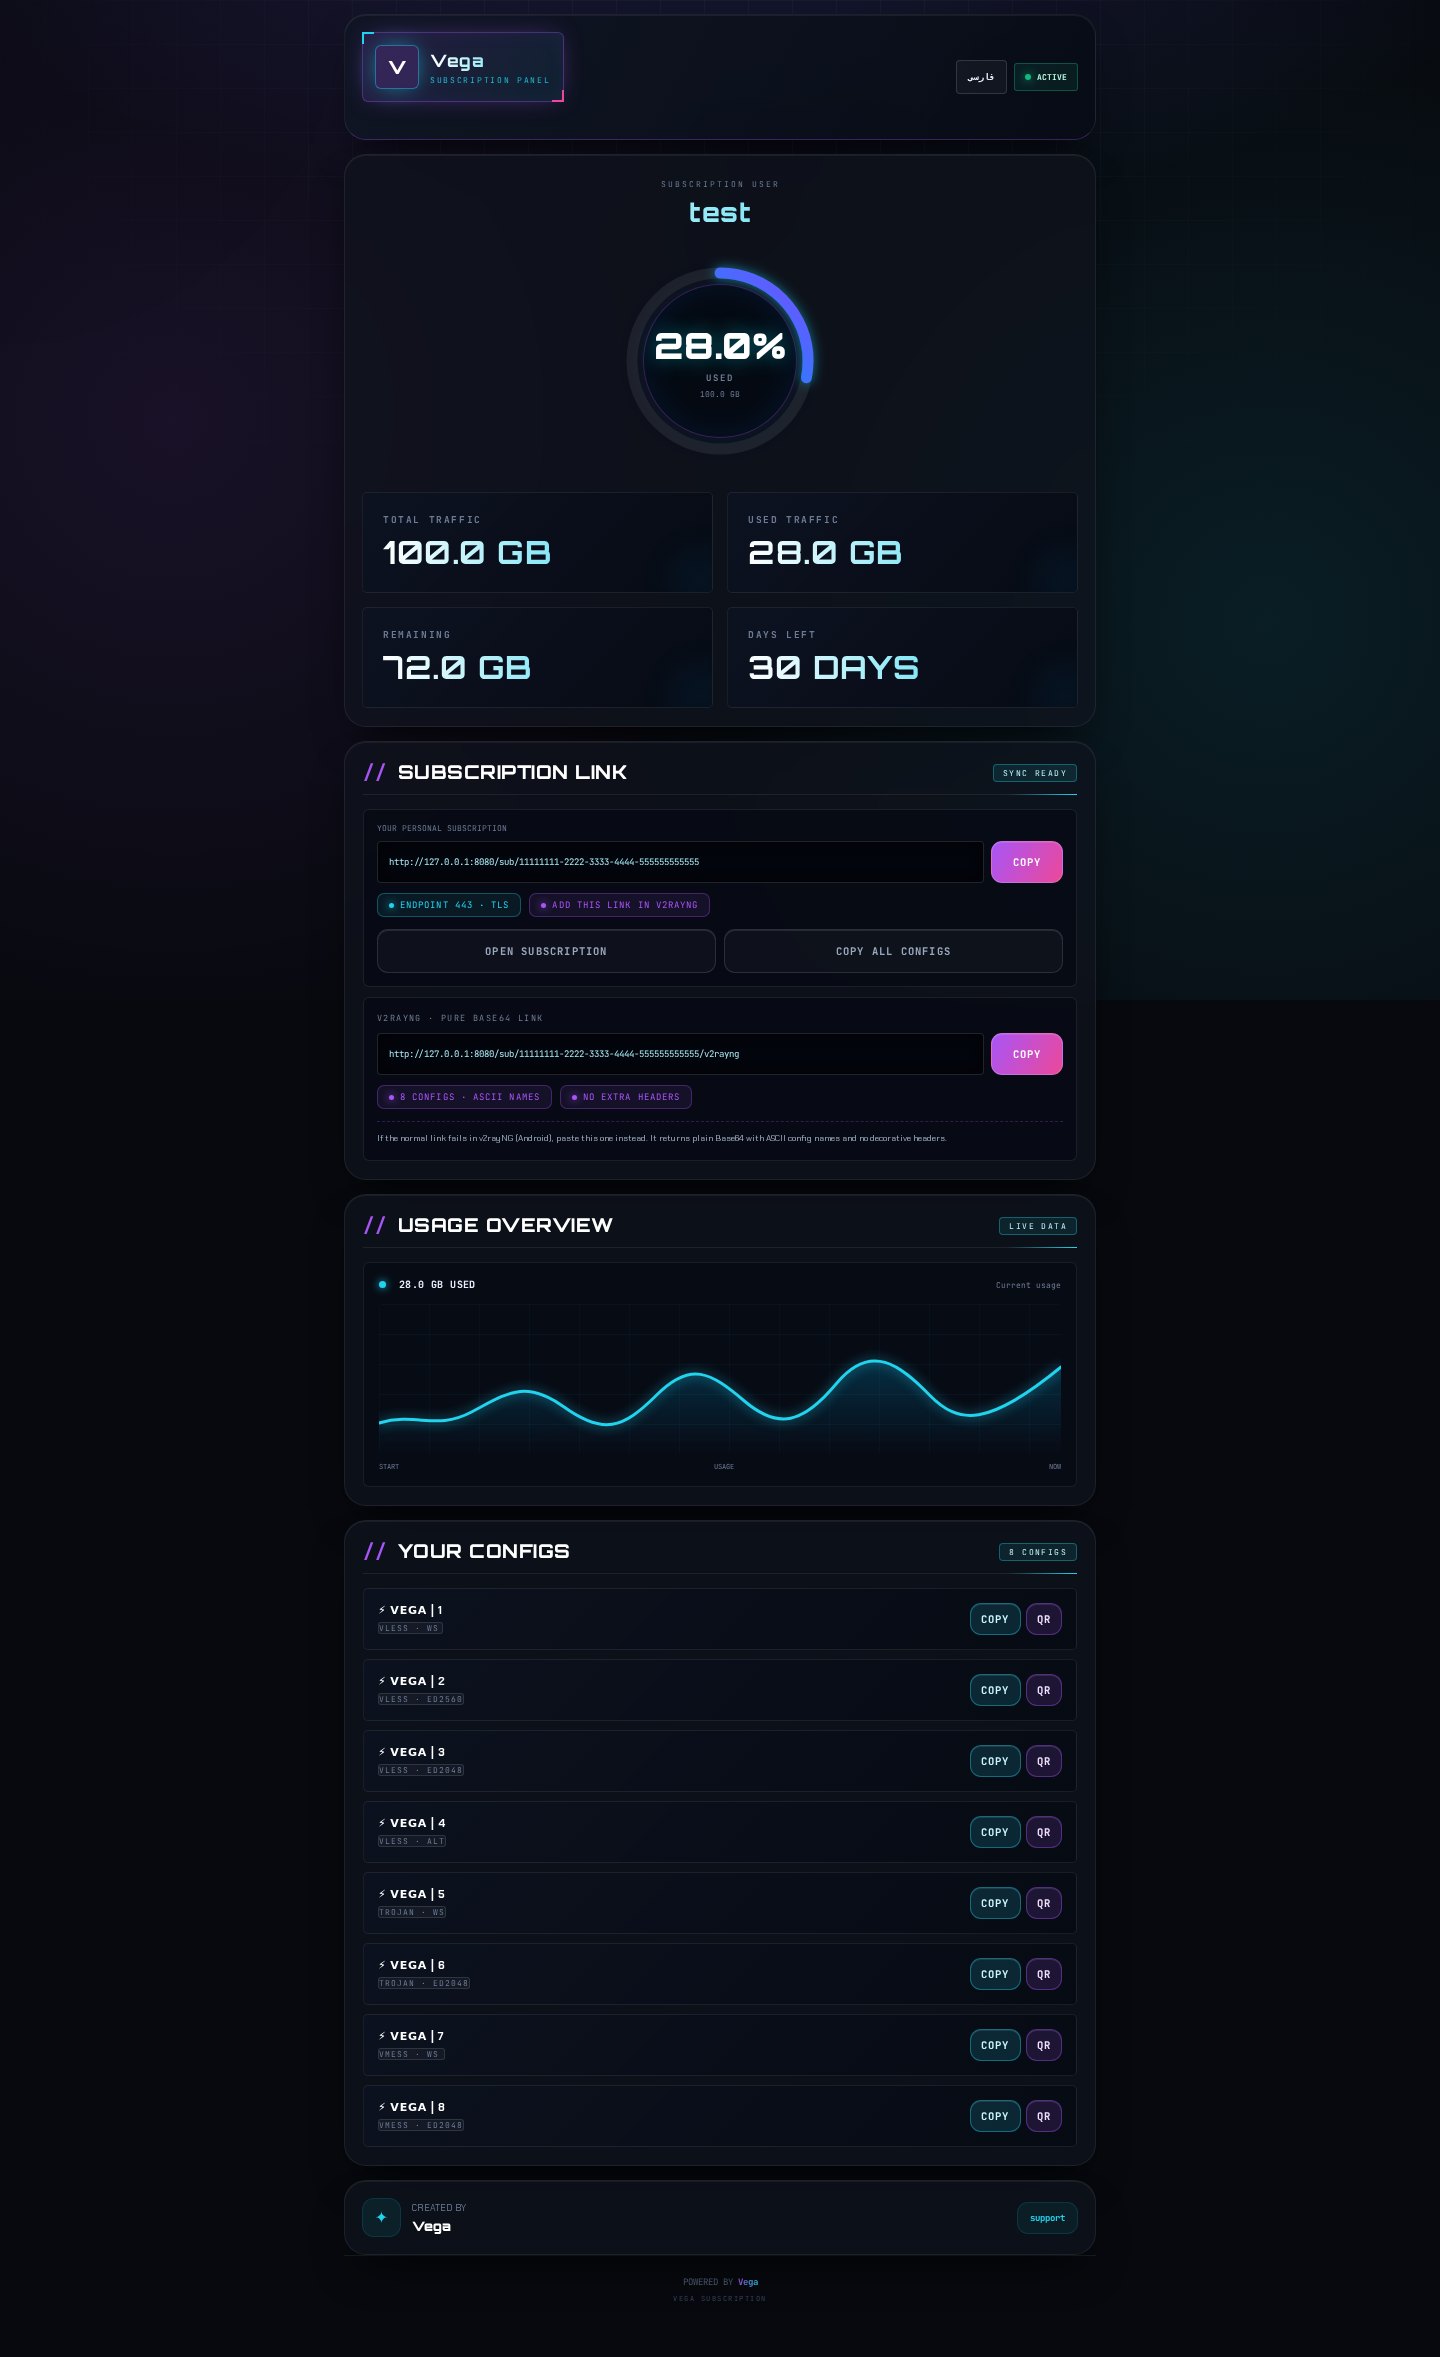 V
Vega
SUBSCRIPTION PANEL
فارسی
ACTIVE
SUBSCRIPTION USER
test
28.0%
USED
100.0 GB
TOTAL TRAFFIC
100.0 GB
USED TRAFFIC
28.0 GB
REMAINING
72.0 GB
DAYS LEFT
30 DAYS
// SUBSCRIPTION LINK
SYNC READY
YOUR PERSONAL SUBSCRIPTION
http://127.0.0.1:8080/sub/11111111-2222-3333-4444-555555555555
COPY
ENDPOINT 443 · TLS
ADD THIS LINK IN V2RAYNG
OPEN SUBSCRIPTION
COPY ALL CONFIGS
V2RAYNG · PURE BASE64 LINK
http://127.0.0.1:8080/sub/11111111-2222-3333-4444-555555555555/v2rayng
COPY
8 CONFIGS · ASCII NAMES
NO EXTRA HEADERS
If the normal link fails in v2rayNG (Android), paste this one instead. It returns plain Base64 with ASCII config names and no decorative headers.
// USAGE OVERVIEW
LIVE DATA
28.0 GB USED
Current usage
START
USAGE
NOW
// YOUR CONFIGS
8 CONFIGS
⚡ VEGA | 1
VLESS · WS
COPY
QR
⚡ VEGA | 2
VLESS · ED2560
COPY
QR
⚡ VEGA | 3
VLESS · ED2048
COPY
QR
⚡ VEGA | 4
VLESS · ALT
COPY
QR
⚡ VEGA | 5
TROJAN · WS
COPY
QR
⚡ VEGA | 6
TROJAN · ED2048
COPY
QR
⚡ VEGA | 7
VMESS · WS
COPY
QR
⚡ VEGA | 8
VMESS · ED2048
COPY
QR
CREATED BY
Vega
support
POWERED BY Vega
VEGA SUBSCRIPTION